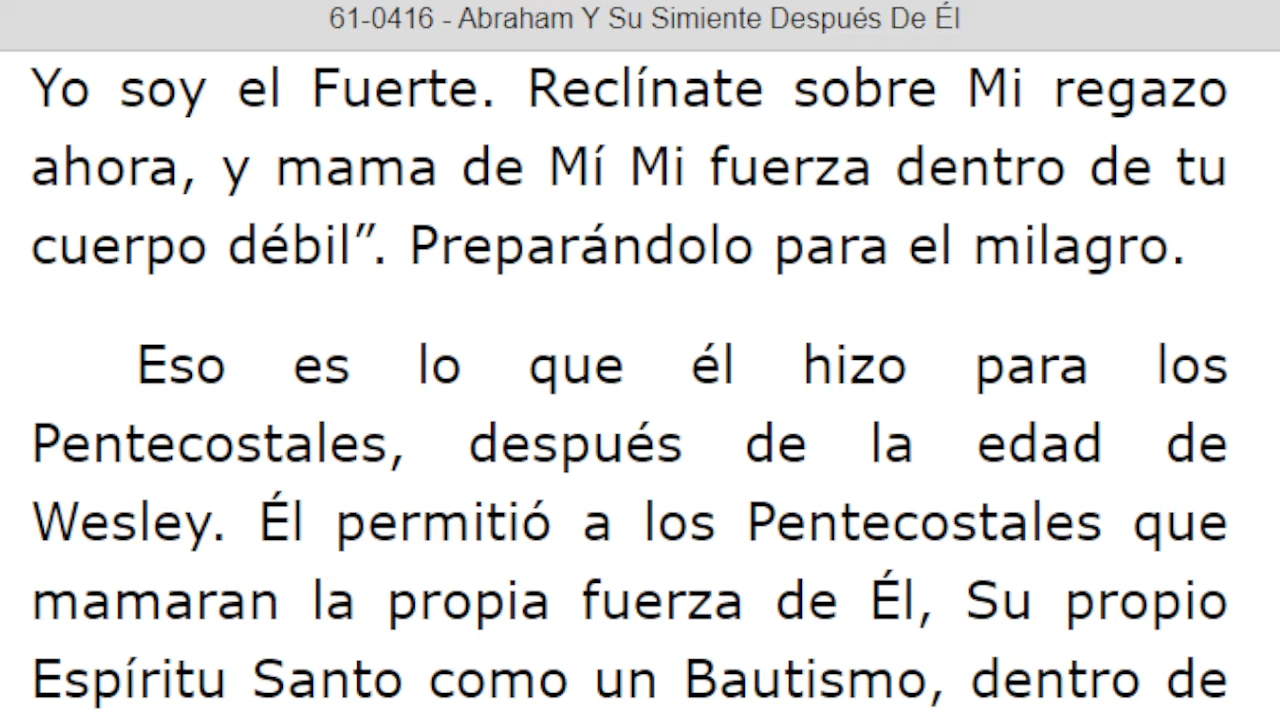 61-0416 - Abraham Y Su Simiente Después De Él
Yo soy el Fuerte. Reclínate sobre Mi regazo
ahora, y mama de Mí Mi fuerza dentro de tu
cuerpo débil”. Preparándolo para el milagro.
Eso es lo que él hizo para los
Pentecostales, después de la edad de
Wesley. Él permitió a los Pentecostales que
mamaran la propia fuerza de Él, Su propio
Espíritu Santo como un Bautismo, dentro de